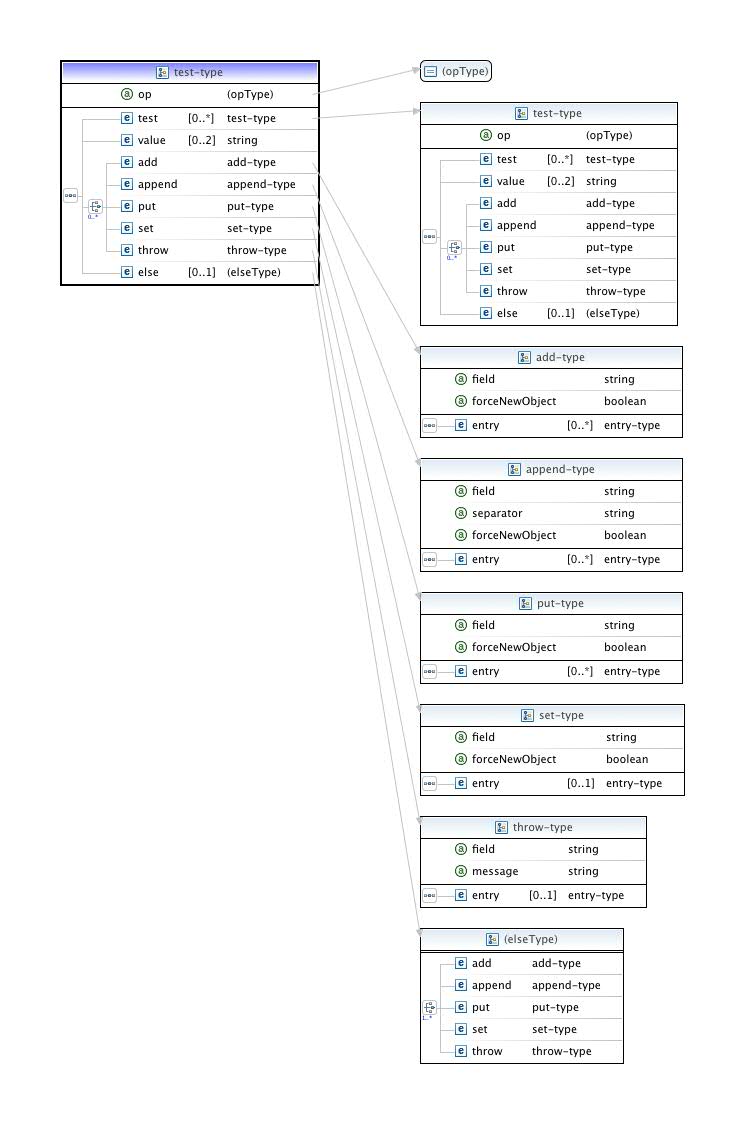 test-type
a op (opType)
e test [0..*] test-type
e value [0..2] string
e add add-type
e append append-type
e put put-type
0..*
e set set-type
e throw throw-type
e else [0..1] (elseType)
(opType)
test-type
a op (opType)
e test [0..*] test-type
e value [0..2] string
e add add-type
e append append-type
e put put-type
0..*
e set set-type
e throw throw-type
e else [0..1] (elseType)
add-type
a field string
a forceNewObject boolean
e entry [0..*] entry-type
append-type
a field string
a separator string
a forceNewObject boolean
e entry [0..*] entry-type
put-type
a field string
a forceNewObject boolean
e entry [0..*] entry-type
set-type
a field string
a forceNewObject boolean
e entry [0..1] entry-type
throw-type
a field string
a message string
e entry [0..1] entry-type
(elseType)
e add add-type
e append append-type
e put put-type
1..*
e set set-type
e throw throw-type